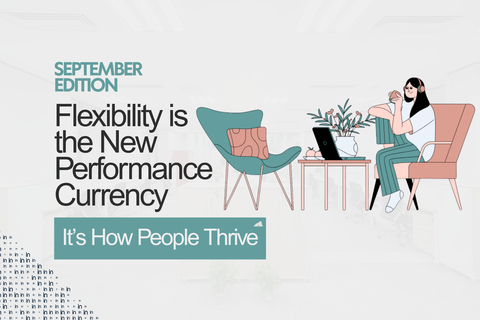 SEPTEMBER
EDITION
Flexibility is
the New
Performance
Currency
It's How People Thrive